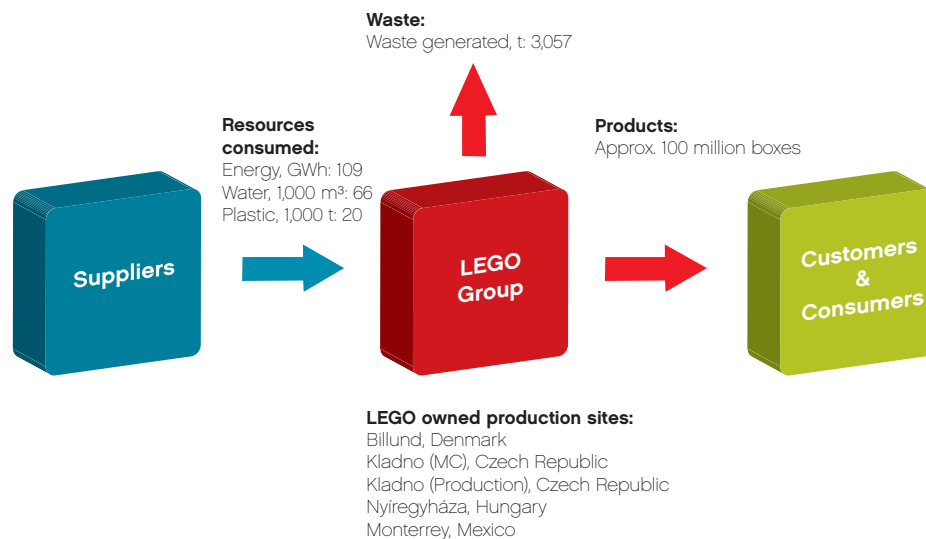 Waste:
Waste generated, t: 3,057
Resources
consumed:
Energy, GWh: 109
Water, 1,000 m³: 66
Plastic, 1,000 t: 20
Products:
Approx. 100 million boxes
Suppliers
LEGO
Group
Customers
&
Consumers
LEGO owned production sites:
Billund, Denmark
Kladno (MC), Czech Republic
Kladno (Production), Czech Republic
Nyíregyháza, Hungary
Monterrey, Mexico